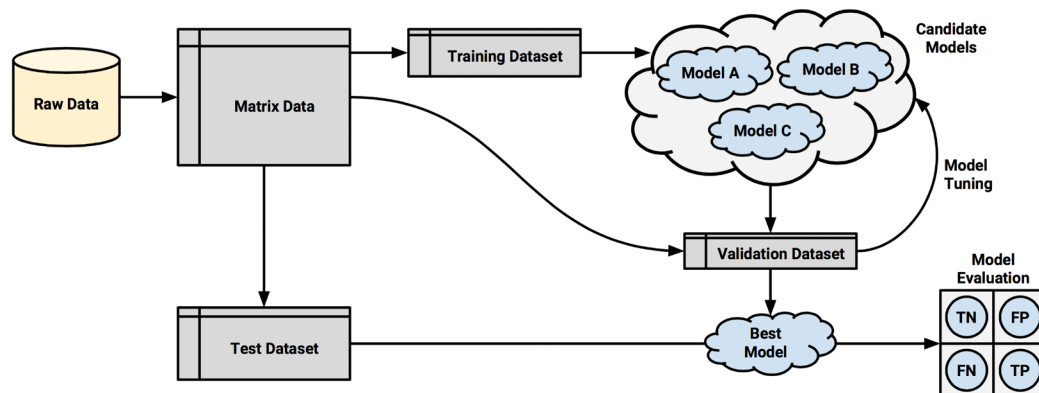 Raw Data
Matrix Data
Training Dataset
Candidate
Models
Model A
Model B
Model C
Model
Tuning
Validation Dataset
Test Dataset
Best
Model
Model
Evaluation
TN
FP
FN
TP